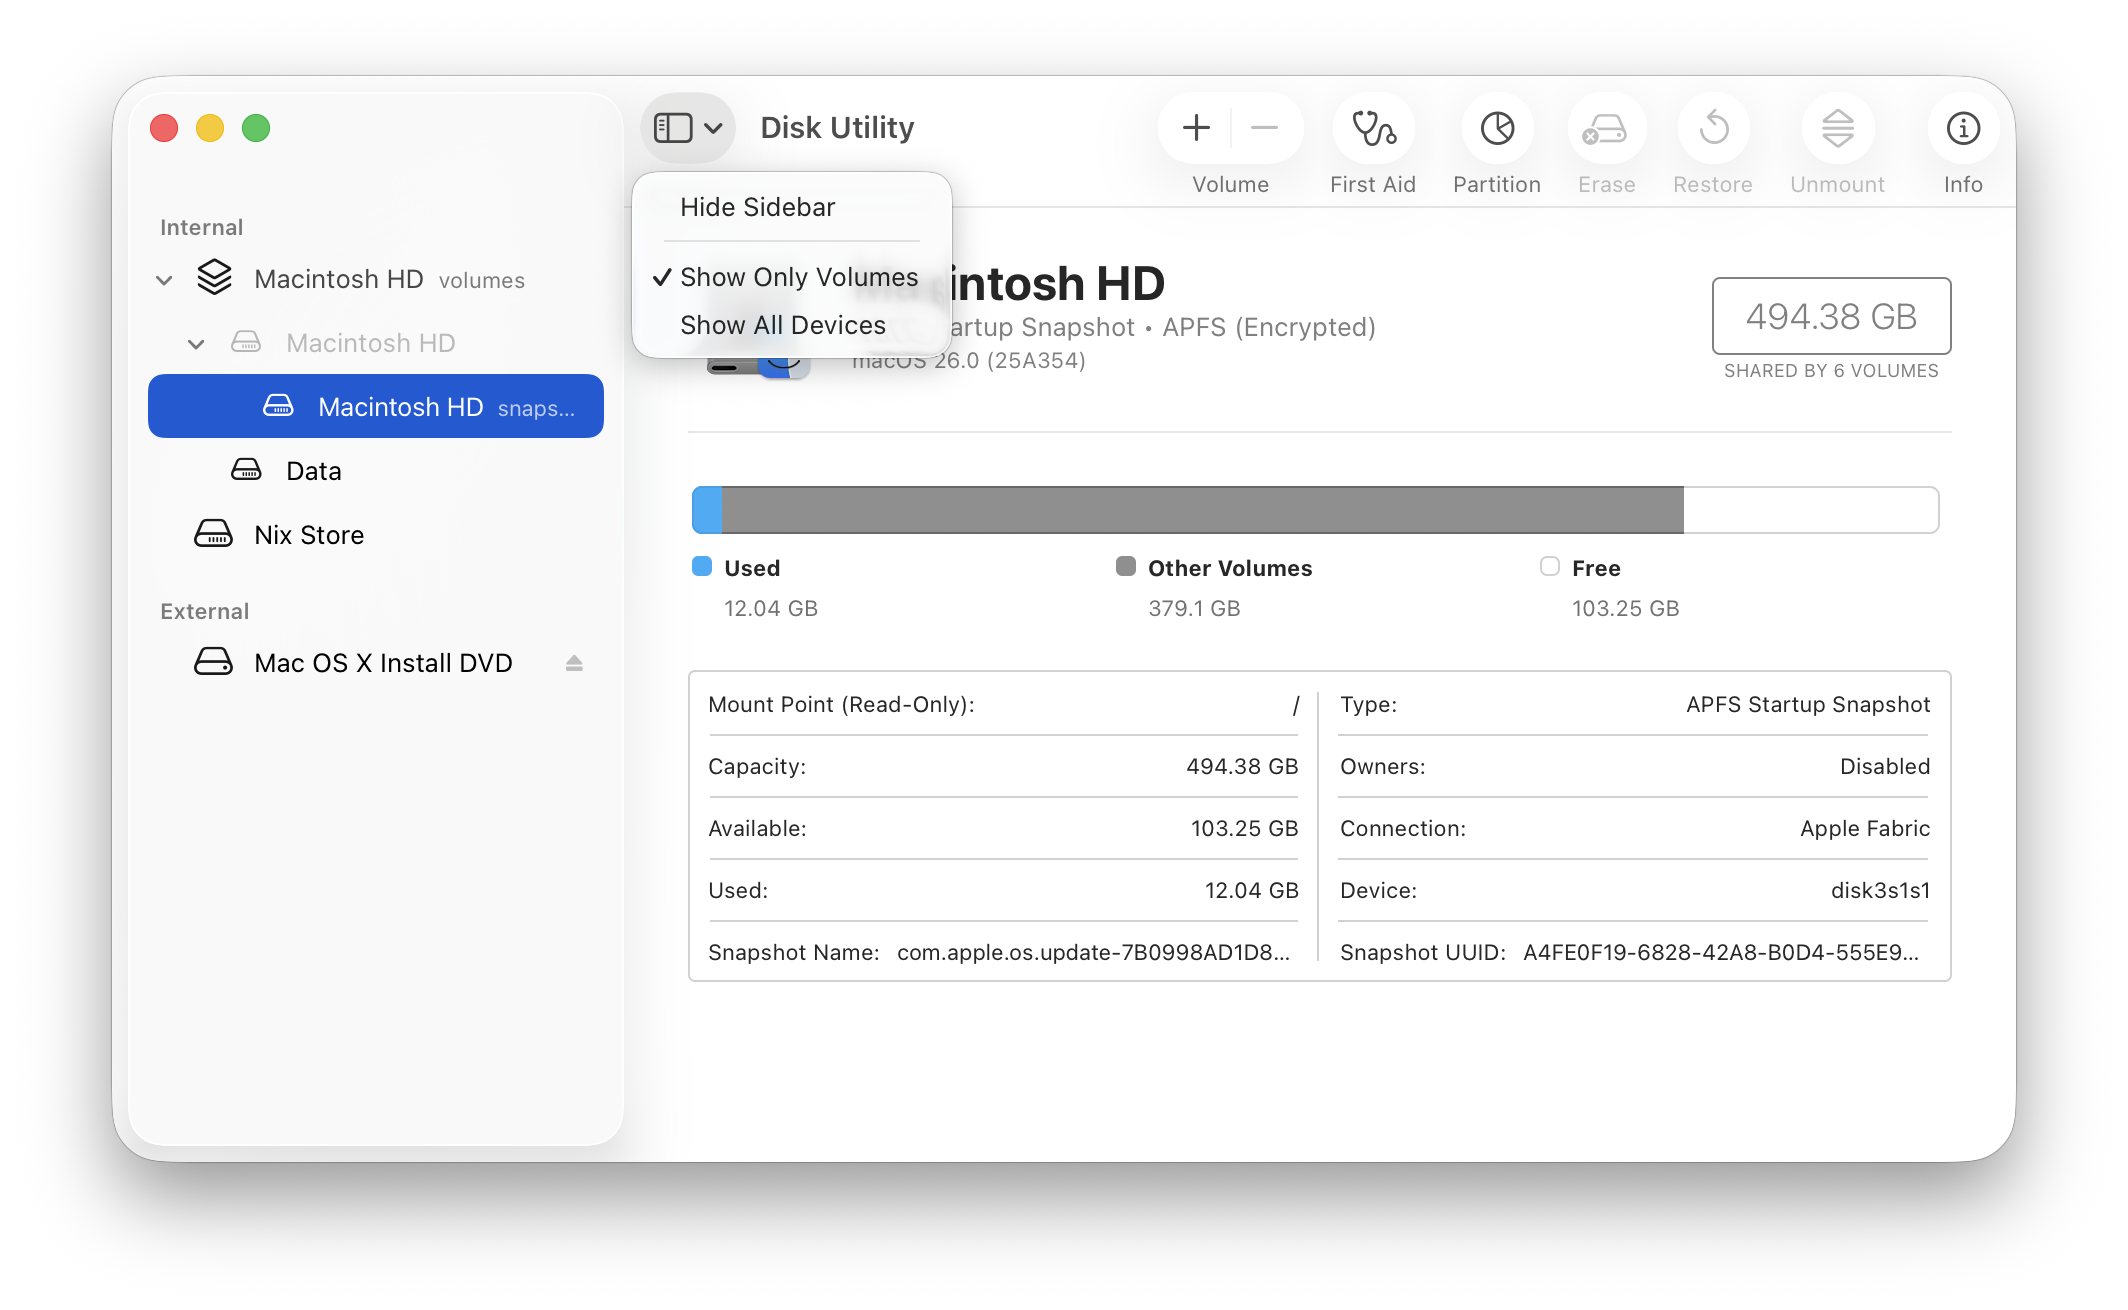 Disk Utility
Volume
First Aid
Partition
Erase
Restore
Unmount
Info
Hide Sidebar
Show Only Volumes
Show All Devices
Internal
Macintosh HD volumes
Macintosh HD
Macintosh HD snaps...
Data
Nix Store
External
Mac OS X Install DVD
intosh HD
artup Snapshot • APFS (Encrypted)
macOS 26.0 (25A354)
494.38 GB
SHARED BY 6 VOLUMES
Used
12.04 GB
Other Volumes
379.1 GB
Free
103.25 GB
Mount Point (Read-Only): /
Capacity: 494.38 GB
Available: 103.25 GB
Used: 12.04 GB
Snapshot Name: com.apple.os.update-7B0998AD1D8...
Type: APFS Startup Snapshot
Owners: Disabled
Connection: Apple Fabric
Device: disk3s1s1
Snapshot UUID: A4FE0F19-6828-42A8-B0D4-555E9...